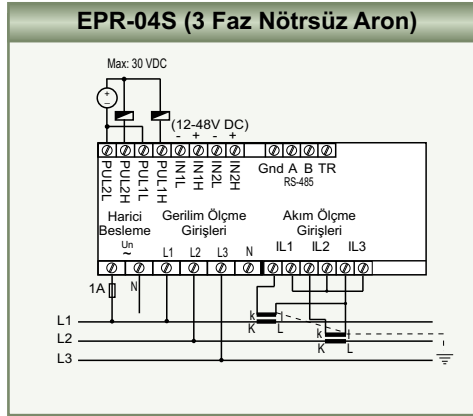 EPR-04S (3 Faz Nötrsüz Aron)
Max: 30 VDC
+
–
(12-48V DC)
- + - +
PUL2L PUL2H PUL1L PUL1H IN1L IN1H IN2L IN2H Gnd A B TR
RS-485
Harici Besleme
Gerilim Ölçme Girişleri
Akım Ölçme Girişleri
Un ~ L1 L2 L3 N IL1 IL2 IL3
1A N
L1
k l
K L
L2
k l
K L
L3